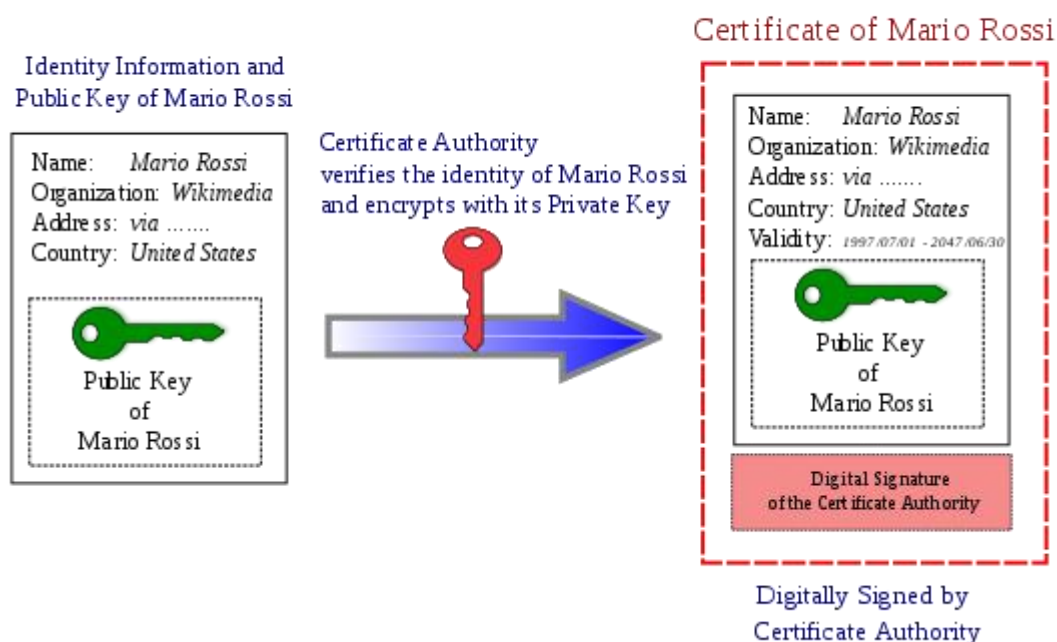 Identity Information and
Public Key of Mario Rossi
Name: Mario Rossi
Organization: Wikimedia
Address: via .......
Country: United States
Public Key
of
Mario Rossi
Certificate Authority
verifies the identity of Mario Rossi
and encrypts with its Private Key
Certificate of Mario Rossi
Name: Mario Rossi
Organization: Wikimedia
Address: via .......
Country: United States
Validity: 1997/07/01 - 2047/06/30
Public Key
of
Mario Rossi
Digital Signature
of the Certificate Authority
Digitally Signed by
Certificate Authority